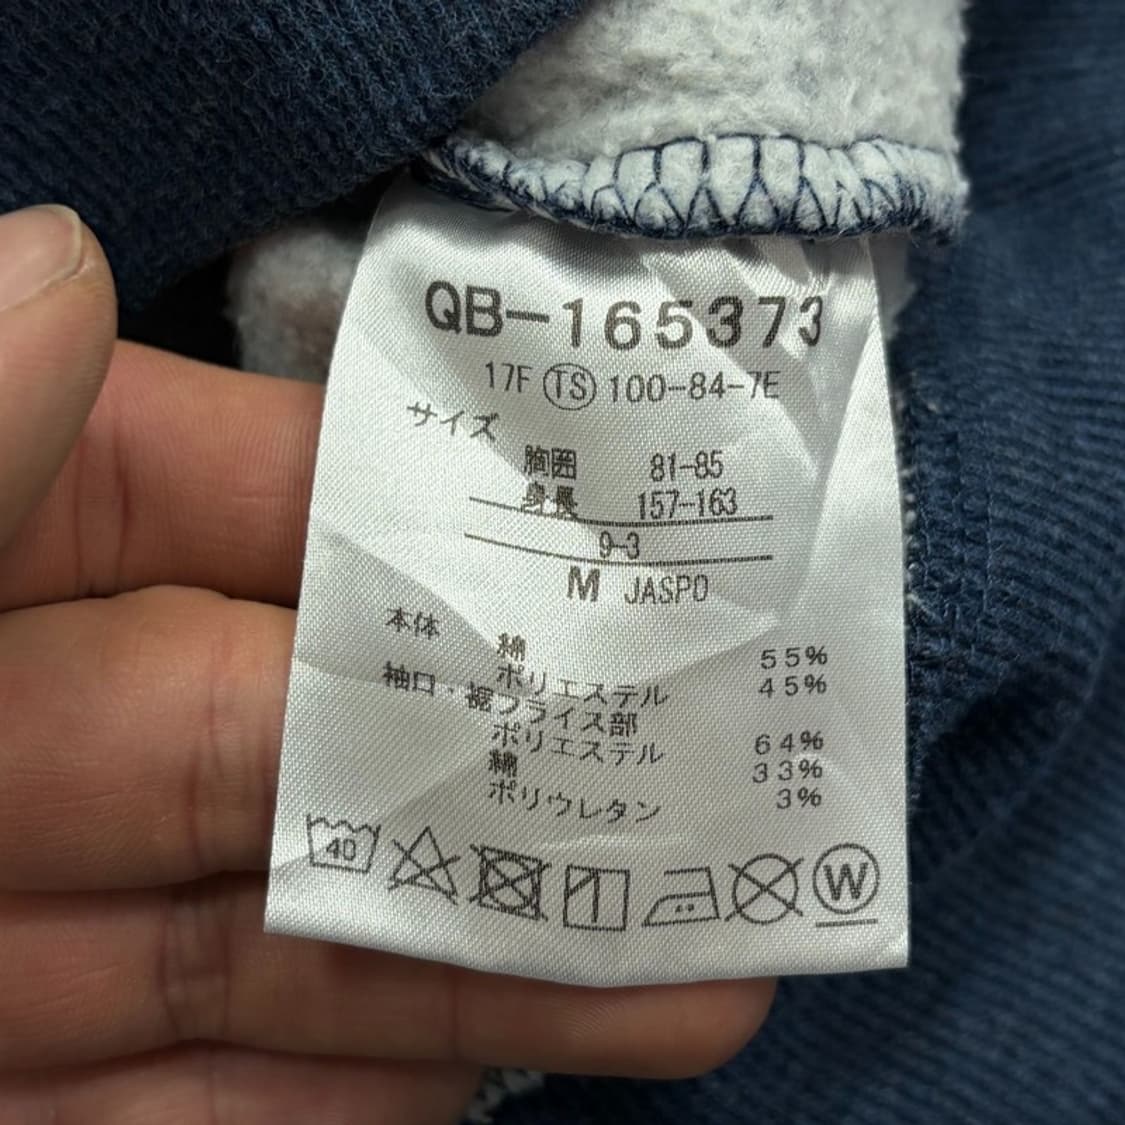 QB-165373
17F TS 100-84-7E
サイズ
胸囲 81-85
身長 157-163
9-3
M JASPO
本体
綿 55%
ポリエステル 45%
袖口・裾フライス部
ポリエステル 64%
綿 33%
ポリウレタン 3%
40 W